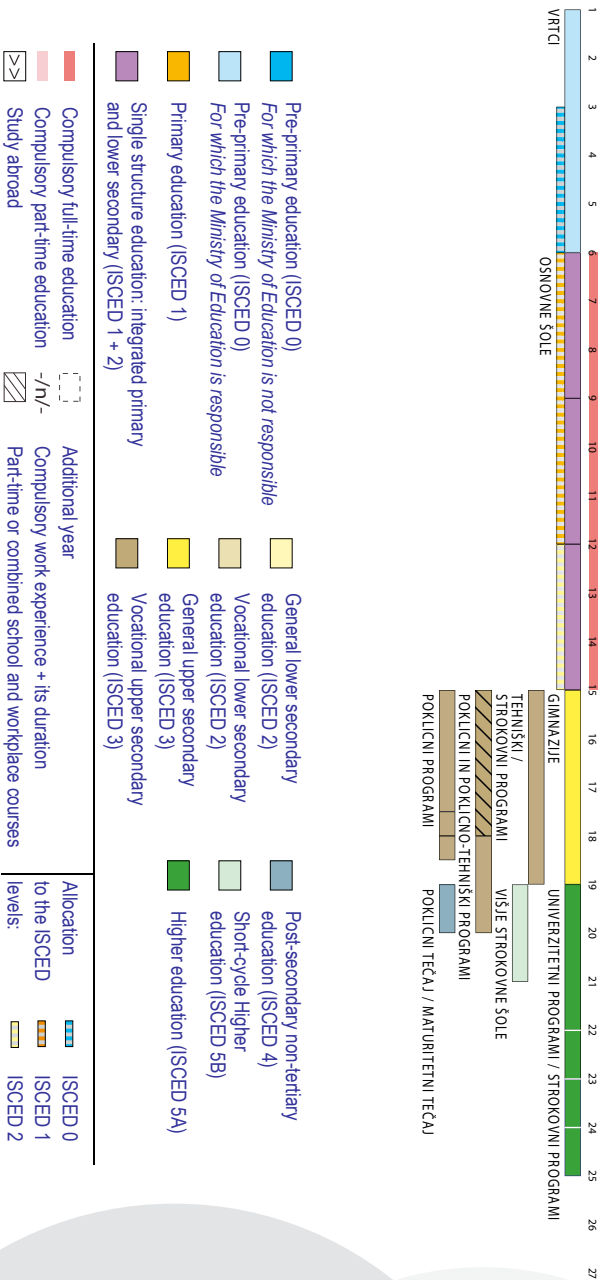 1 2 3 4 5 6 7 8 9 10 11 12 13 14 15 16 17 18 19 20 21 22 23 24 25 26 27
VRTCI
OSNOVNE ŠOLE
GIMNAZIJE
UNIVERZITETNI PROGRAMI / STROKOVNI PROGRAMI
TEHNIŠKI /
STROKOVNI PROGRAMI
VIŠJE STROKOVNE ŠOLE
POKLICNI IN POKLICNO-TEHNIŠKI PROGRAMI
POKLICNI PROGRAMI
POKLICNI TEČAJ / MATURITETNI TEČAJ
Pre-primary education (ISCED 0)
For which the Ministry of Education is not responsible
Pre-primary education (ISCED 0)
For which the Ministry of Education is responsible
Primary education (ISCED 1)
Single structure education: integrated primary
and lower secondary (ISCED 1 + 2)
General lower secondary
education (ISCED 2)
Vocational lower secondary
education (ISCED 2)
General upper secondary
education (ISCED 3)
Vocational upper secondary
education (ISCED 3)
Post-secondary non-tertiary
education (ISCED 4)
Short-cycle Higher
education (ISCED 5B)
Higher education (ISCED 5A)
Compulsory full-time education
Compulsory part-time education
>> Study abroad
Additional year
-/n/- Compulsory work experience + its duration
Part-time or combined school and workplace courses
Allocation
to the ISCED
levels:
ISCED 0
ISCED 1
ISCED 2